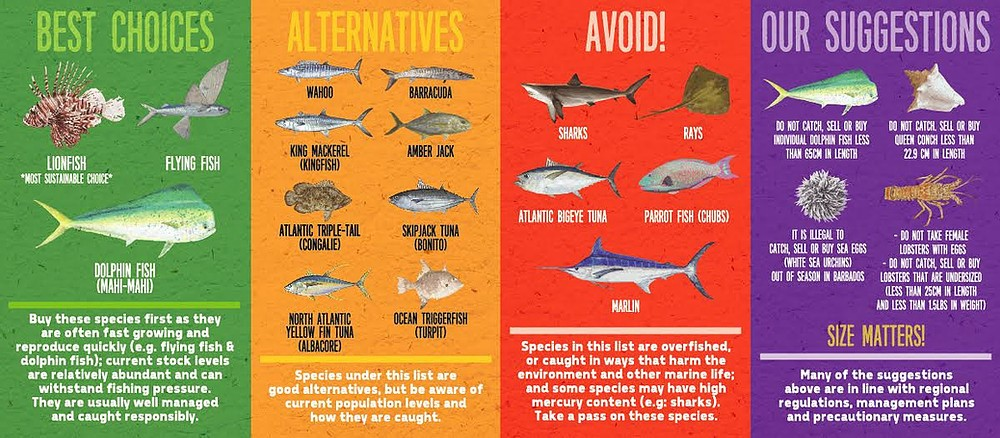 BEST CHOICES
LIONFISH
*MOST SUSTAINABLE CHOICE*
FLYING FISH
DOLPHIN FISH
(MAHI-MAHI)
Buy these species first as they
are often fast growing and
reproduce quickly (e.g. flying fish &
dolphin fish); current stock levels
are relatively abundant and can
withstand fishing pressure.
They are usually well managed
and caught responsibly.
ALTERNATIVES
WAHOO
BARRACUDA
KING MACKEREL
(KINGFISH)
AMBER JACK
ATLANTIC TRIPLE-TAIL
(CONGALIE)
SKIPJACK TUNA
(BONITO)
NORTH ATLANTIC
YELLOW FIN TUNA
(ALBACORE)
OCEAN TRIGGERFISH
(TURPIT)
Species under this list are
good alternatives, but be aware of
current population levels and
how they are caught.
AVOID!
SHARKS
RAYS
ATLANTIC BIGEYE TUNA
PARROT FISH (CHUBS)
MARLIN
Species in this list are overfished,
or caught in ways that harm the
environment and other marine life;
and some species may have high
mercury content (e.g: sharks).
Take a pass on these species.
OUR SUGGESTIONS
DO NOT CATCH, SELL OR BUY
INDIVIDUAL DOLPHIN FISH LESS
THAN 65CM IN LENGTH
DO NOT CATCH, SELL OR BUY
QUEEN CONCH LESS THAN
22.9 CM IN LENGTH
IT IS ILLEGAL TO
CATCH, SELL OR BUY SEA EGGS
(WHITE SEA URCHINS)
OUT OF SEASON IN BARBADOS
- DO NOT TAKE FEMALE
LOBSTERS WITH EGGS
- DO NOT CATCH, SELL OR BUY
LOBSTERS THAT ARE UNDERSIZED
(LESS THAN 25CM IN LENGTH
AND LESS THAN 1.5LBS IN WEIGHT)
SIZE MATTERS!
Many of the suggestions
above are in line with regional
regulations, management plans
and precautionary measures.